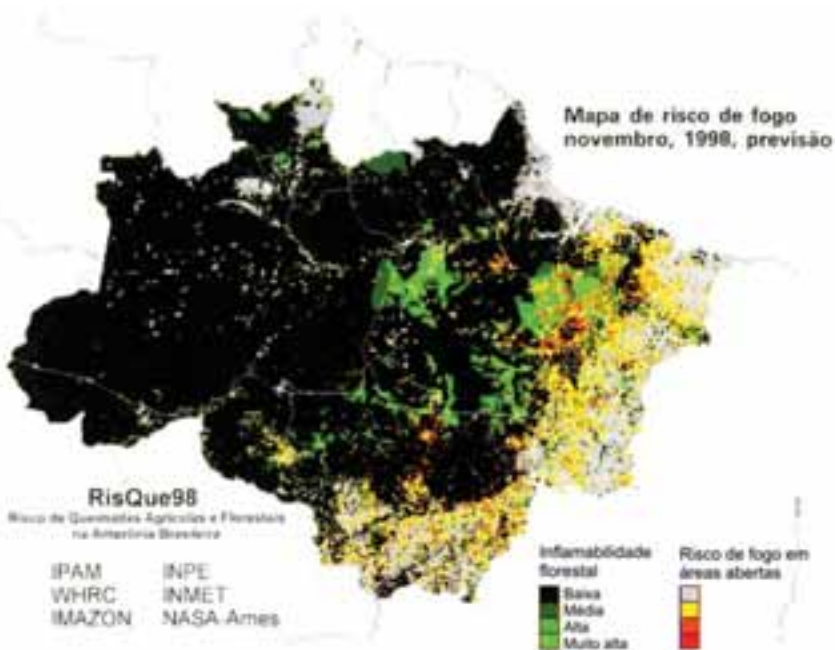 Mapa de risco de fogo
novembro, 1998, previsão
RisQue98
Risco de Queimadas Agrícolas e Florestais
na Amazônia Brasileira
IPAM INPE
WHRC INMET
IMAZON NASA-Ames
Inflamabilidade
florestal
Baixa
Média
Alta
Muito alta
Risco de fogo em
áreas abertas